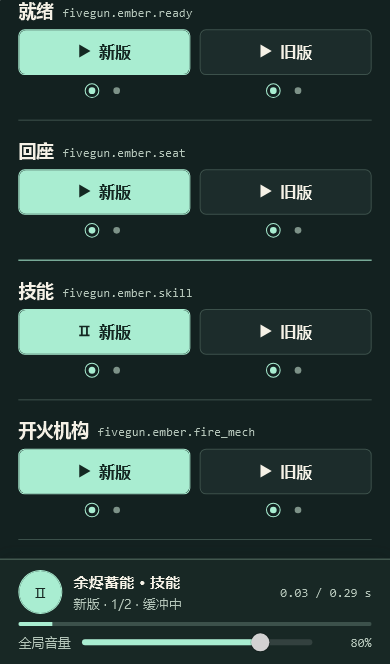 就绪 fivegun.ember.ready
▶ 新版 ▶ 旧版
回座 fivegun.ember.seat
▶ 新版 ▶ 旧版
技能 fivegun.ember.skill
⏸ 新版 ▶ 旧版
开火机构 fivegun.ember.fire_mech
▶ 新版 ▶ 旧版
余烬蓄能 · 技能
新版 · 1/2 · 缓冲中
0.03 / 0.29 s
全局音量 80%